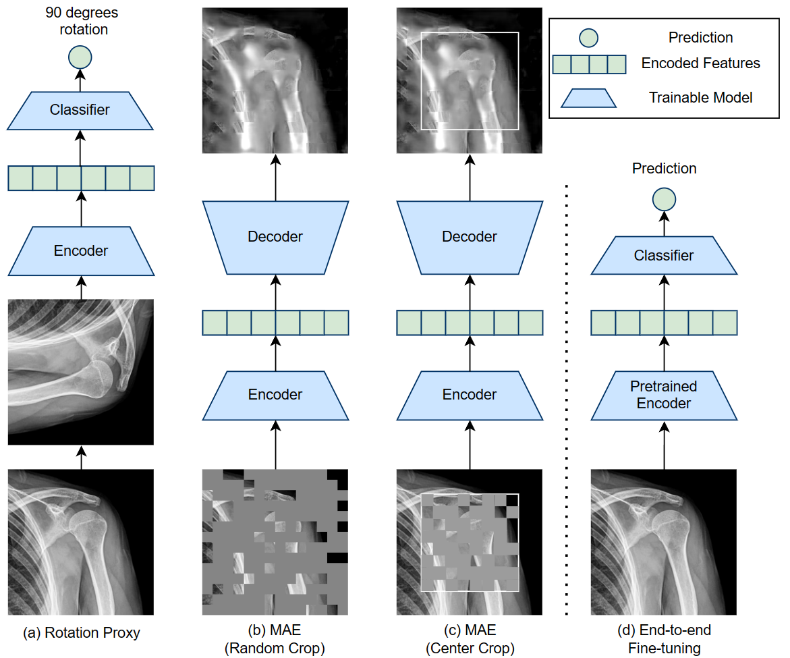 90 degrees
rotation
Classifier
Encoder
(a) Rotation Proxy
Decoder
Encoder
(b) MAE
(Random Crop)
Decoder
Encoder
(c) MAE
(Center Crop)
Prediction
Encoded Features
Trainable Model
Prediction
Classifier
Pretrained
Encoder
(d) End-to-end
Fine-tuning